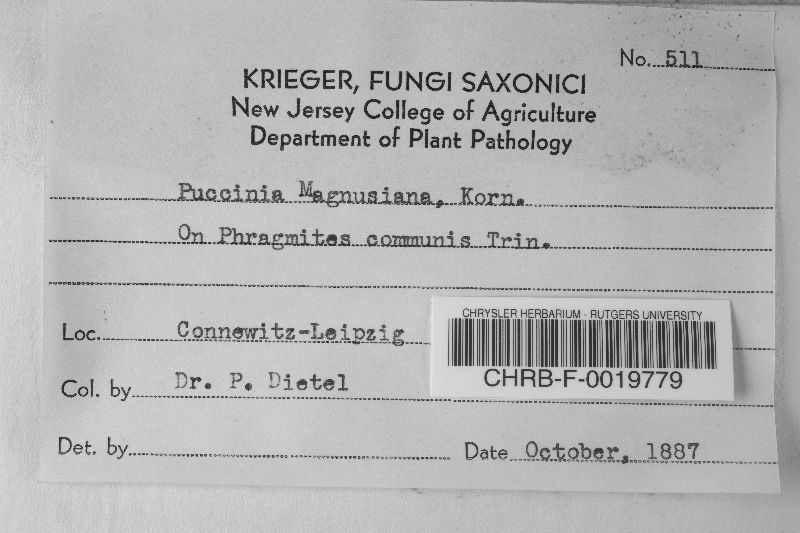 No. 511
KRIEGER, FUNGI SAXONICI
New Jersey College of Agriculture
Department of Plant Pathology
Puccinia Magnusiana, Korn.
On Phragmites communis Trin.
Loc. Connewitz-Leipzig
CHRYSLER HERBARIUM - RUTGERS UNIVERSITY
CHRB-F-0019779
Col. by Dr. P. Dietel
Det. by
Date October, 1887